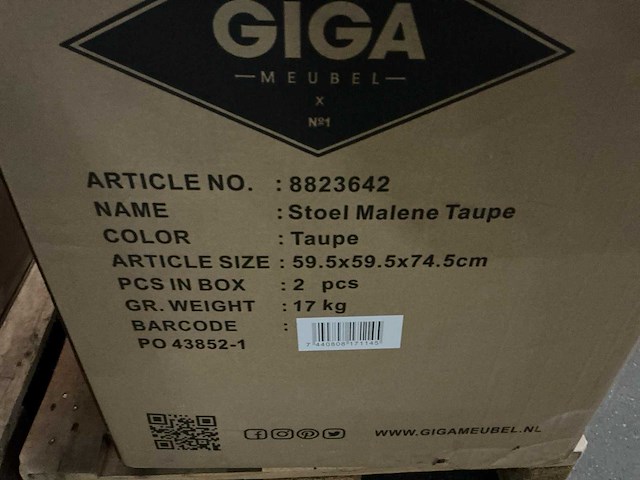 GIGA
MEUBEL
X
Nº1
ARTICLE NO. : 8823642
NAME : Stoel Malene Taupe
COLOR : Taupe
ARTICLE SIZE : 59.5x59.5x74.5cm
PCS IN BOX : 2 pcs
GR. WEIGHT : 17 kg
BARCODE :
PO 43852-1
WWW.GIGAMEUBEL.NL